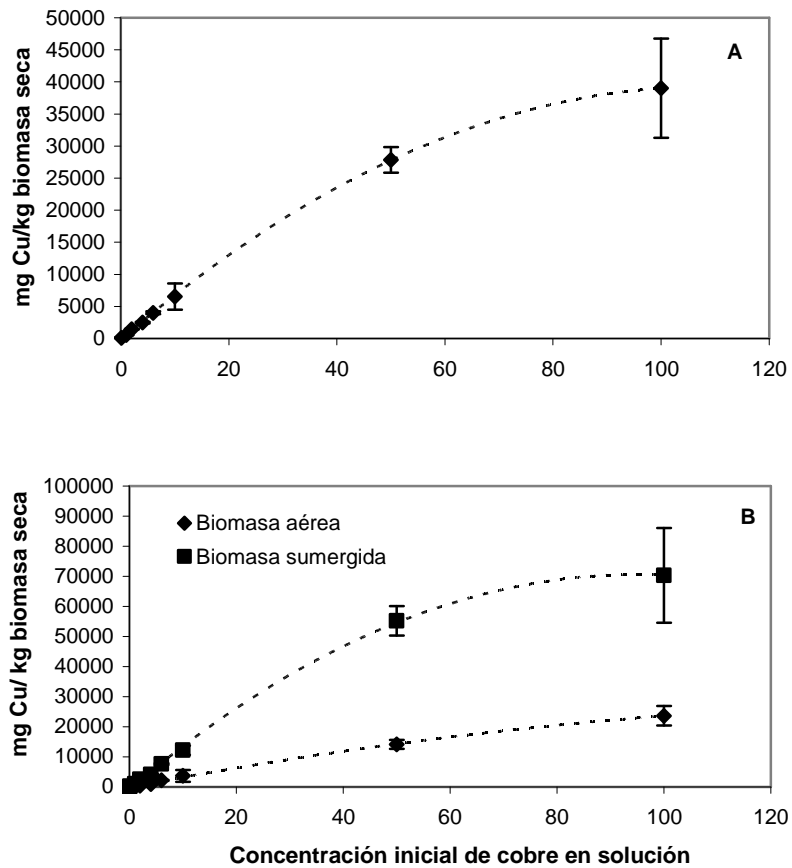 50000
45000
40000
35000
30000
25000
20000
15000
10000
5000
0
mg Cu/kg biomasa seca
A
0 20 40 60 80 100 120
100000
90000
80000
70000
60000
50000
40000
30000
20000
10000
0
mg Cu/ kg biomasa seca
B
Biomasa aérea
Biomasa sumergida
0 20 40 60 80 100 120
Concentración inicial de cobre en solución